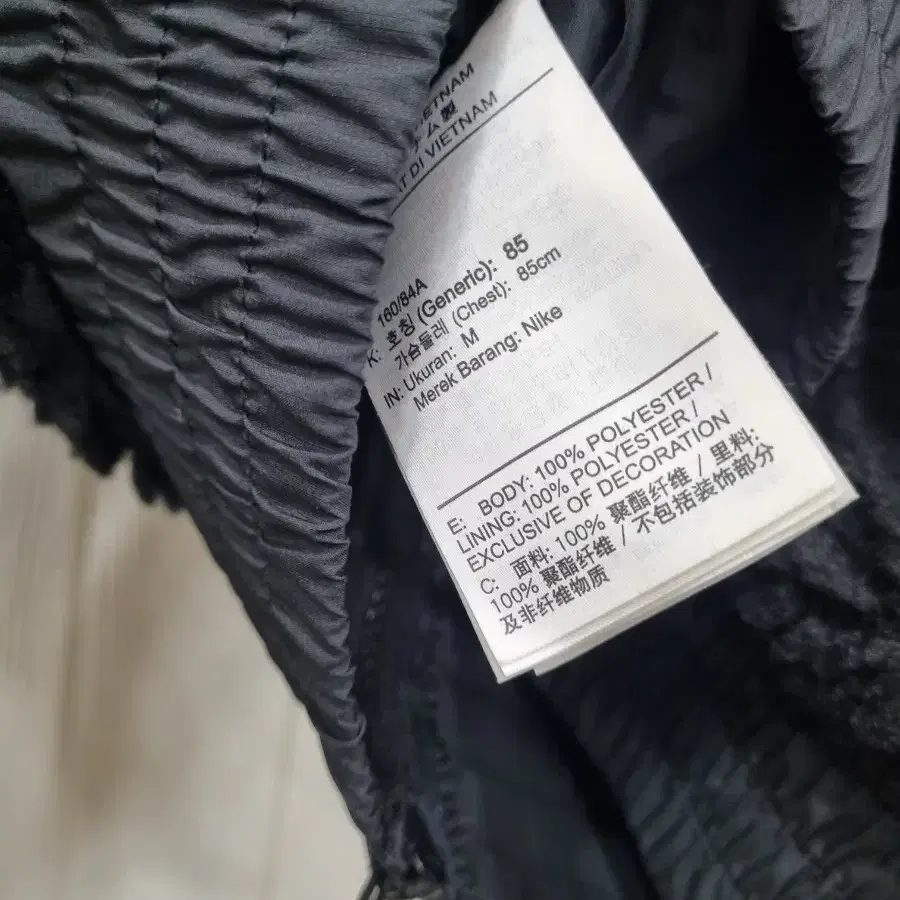 VIETNAM
ム製
DI VIETNAM
160/84A
K: 호칭 (Generic): 85
가슴둘레 (Chest): 85cm
IN: Ukuran: M
Merek Barang: Nike
E: BODY: 100% POLYESTER /
LINING: 100% POLYESTER /
EXCLUSIVE OF DECORATION
C: 面料: 100% 聚酯纤维 / 里料:
100% 聚酯纤维 / 不包括装饰部分
及非纤维物质